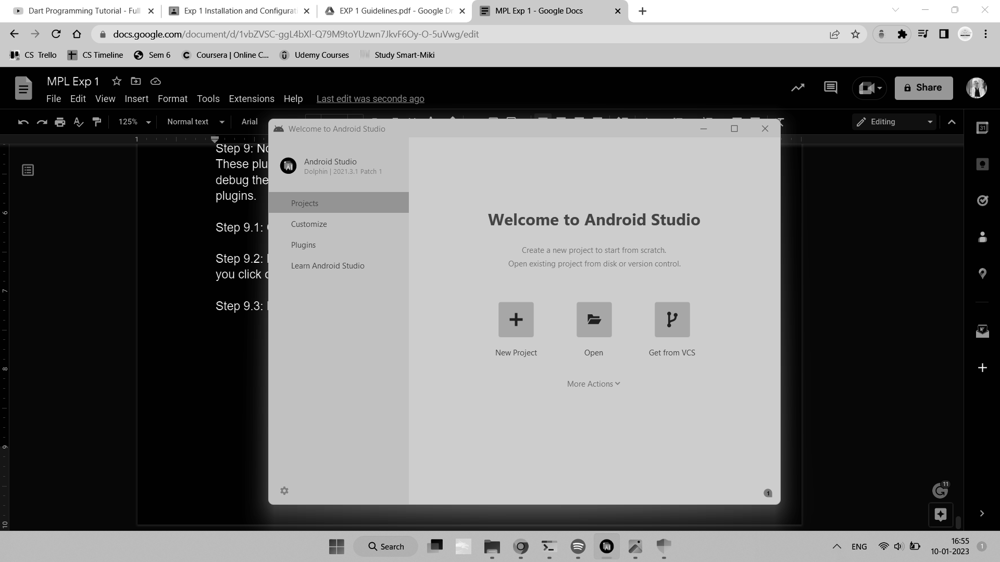 Dart Programming Tutorial - Full
Exp 1 Installation and Configurati
EXP 1 Guidelines.pdf - Google Dr
MPL Exp 1 - Google Docs
docs.google.com/document/d/1vbZVSC-ggL4bXl-Q79M9toYUzwn7JkvF6Oy-O-5uVwg/edit
CS Trello
CS Timeline
Sem 6
Coursera | Online C...
Udemy Courses
Study Smart-Miki
MPL Exp 1
File Edit View Insert Format Tools Extensions Help Last edit was seconds ago
Share
125% Normal text Arial
Editing
31
1
Step 9: No
These plu
debug the
plugins.
Step 9.1:
Step 9.2:
you click
Step 9.3:
6
7
8
9
10
Welcome to Android Studio
Android Studio
Dolphin | 2021.3.1 Patch 1
Projects
Customize
Plugins
Learn Android Studio
Welcome to Android Studio
Create a new project to start from scratch.
Open existing project from disk or version control.
New Project Open Get from VCS
More Actions
1
11
Search
ENG
16:55
10-01-2023
1